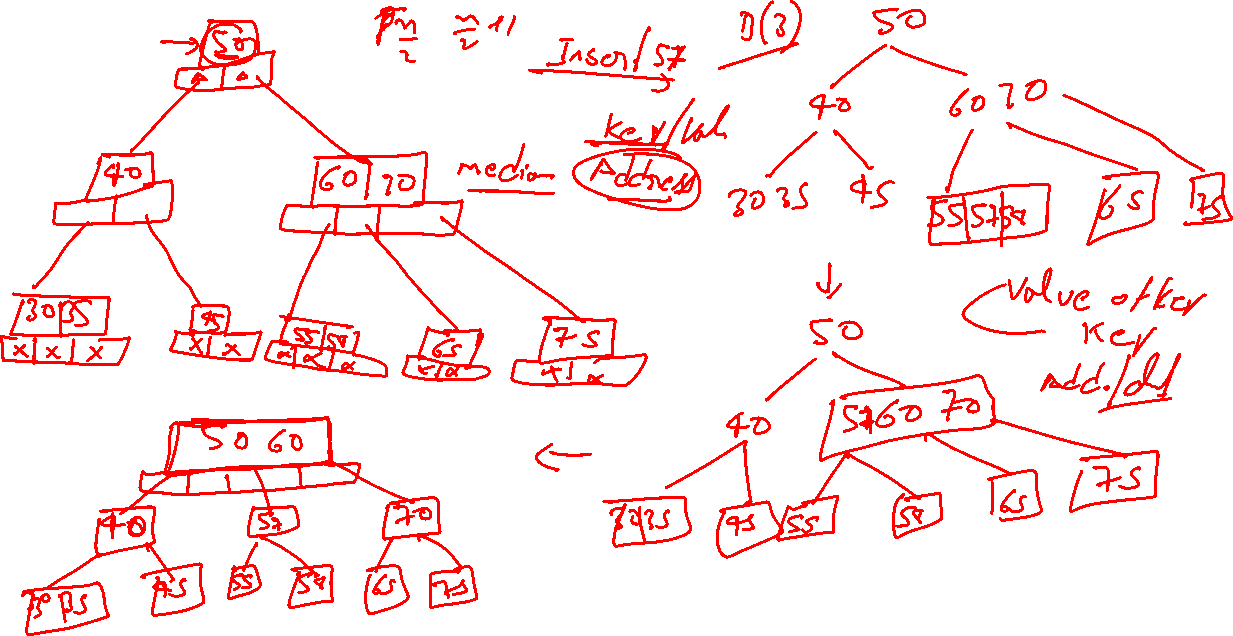 50
n/2 n/2 +1
Insert 57
B(3)
50
40
60 70
median
key/Val
Address
40
60 70
30 35
45
55 57 58
65
75
30 35
45
55 58
65
75
x x x
x x
x x x
x x
x x
value of key
key
Add./
50
40
57 60 70
30 35
45
55
58
65
75
50 60
40
57
70
30 35
45
55
58
65
75